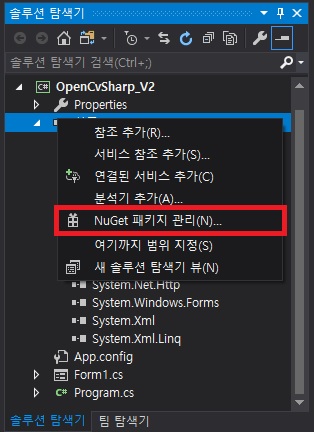 솔루션 탐색기
솔루션 탐색기 검색(Ctrl+;)
OpenCvSharp_V2
Properties
참조 추가(R)...
서비스 참조 추가(S)...
연결된 서비스 추가(C)
분석기 추가(A)...
NuGet 패키지 관리(N)...
여기까지 범위 지정(S)
새 솔루션 탐색기 뷰(N)
System.Net.Http
System.Windows.Forms
System.Xml
System.Xml.Linq
App.config
Form1.cs
C# Program.cs
솔루션 탐색기 팀 탐색기